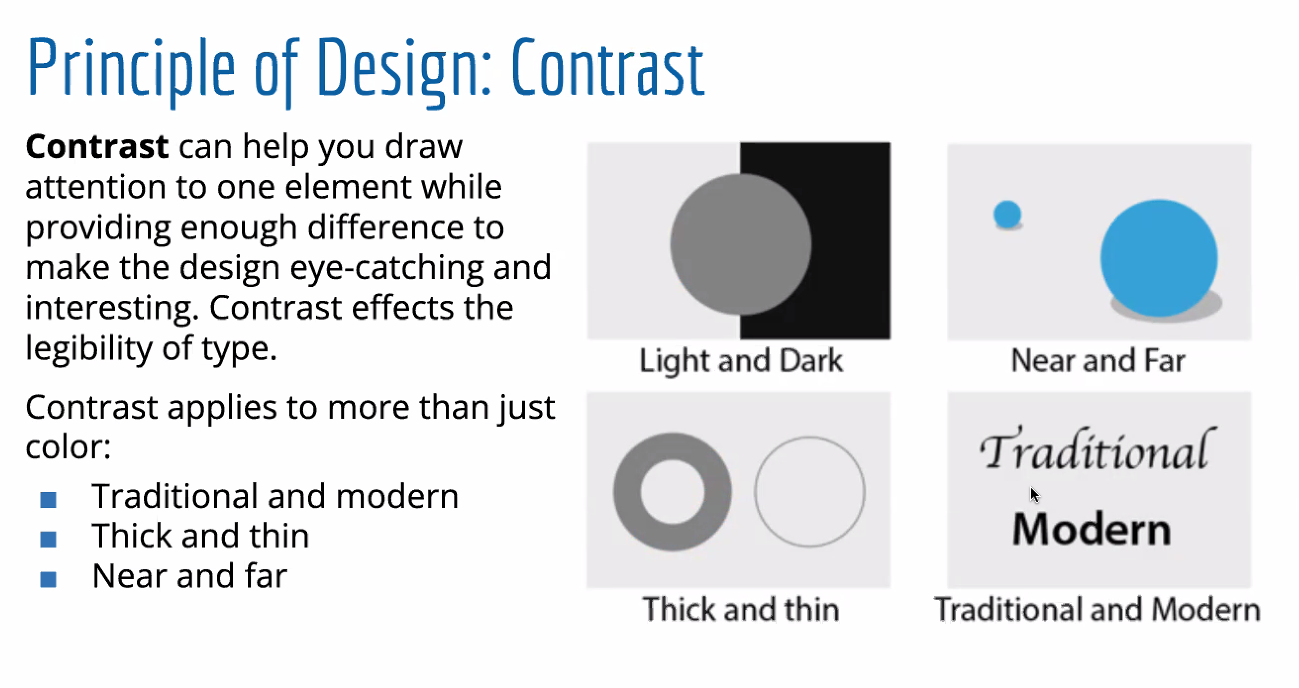 Principle of Design: Contrast
Contrast can help you draw
attention to one element while
providing enough difference to
make the design eye-catching and
interesting. Contrast effects the
legibility of type.
Contrast applies to more than just
color:
■ Traditional and modern
■ Thick and thin
■ Near and far
Light and Dark
Near and Far
Traditional
Modern
Thick and thin
Traditional and Modern